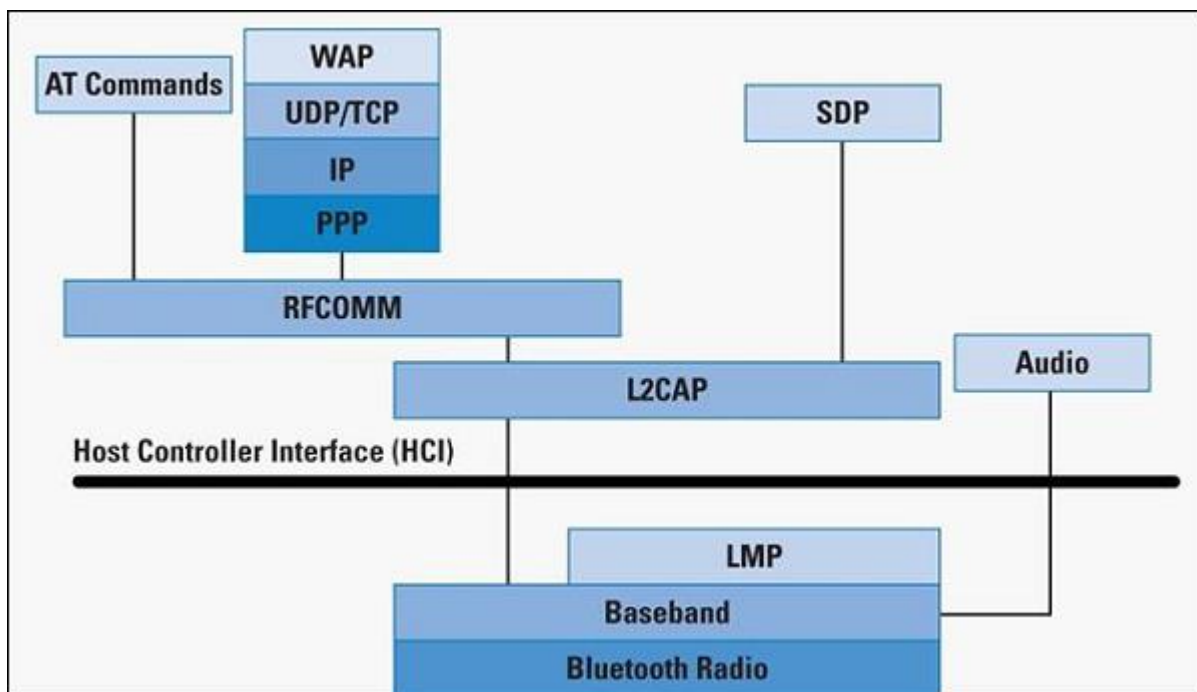 WAP
AT Commands
UDP/TCP
SDP
IP
PPP
RFCOMM
Audio
L2CAP
Host Controller Interface (HCI)
LMP
Baseband
Bluetooth Radio